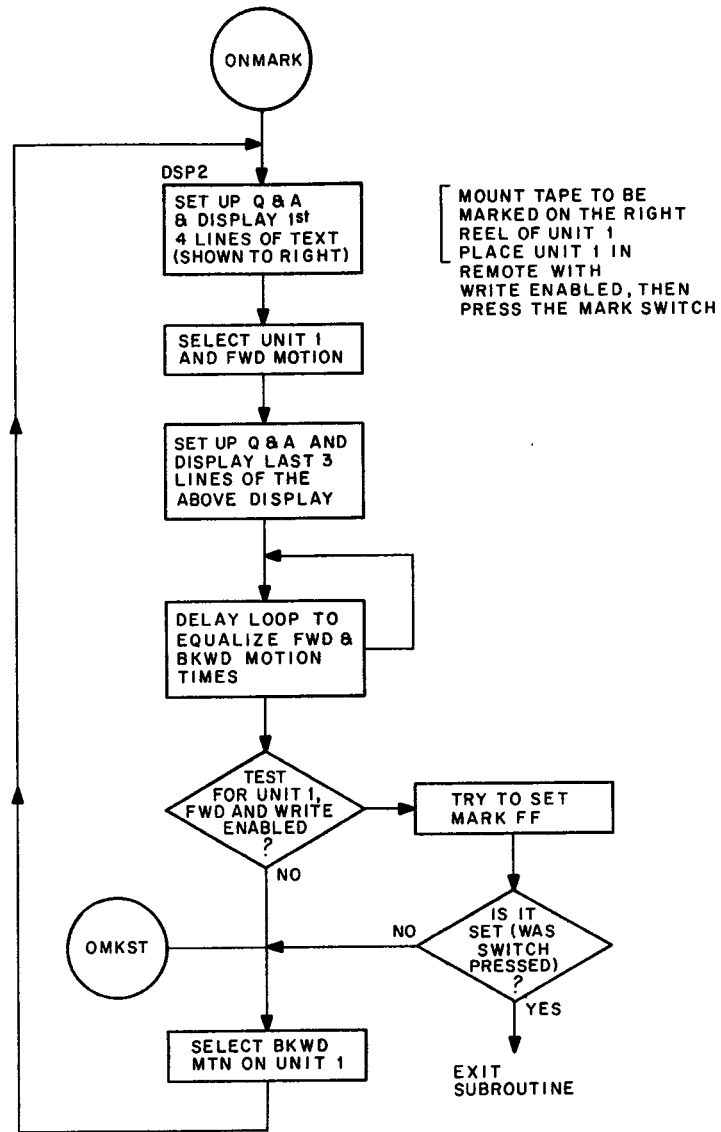 ONMARK
DSP2
SET UP Q & A
& DISPLAY 1st
4 LINES OF TEXT
(SHOWN TO RIGHT)
MOUNT TAPE TO BE
MARKED ON THE RIGHT
REEL OF UNIT 1
PLACE UNIT 1 IN
REMOTE WITH
WRITE ENABLED, THEN
PRESS THE MARK SWITCH
SELECT UNIT 1
AND FWD MOTION
SET UP Q & A AND
DISPLAY LAST 3
LINES OF THE
ABOVE DISPLAY
DELAY LOOP TO
EQUALIZE FWD &
BKWD MOTION
TIMES
TEST
FOR UNIT 1,
FWD AND WRITE
ENABLED
?
NO
TRY TO SET
MARK FF
IS IT
SET (WAS
SWITCH
PRESSED)
?
NO
YES
OMKST
SELECT BKWD
MTN ON UNIT 1
EXIT
SUBROUTINE